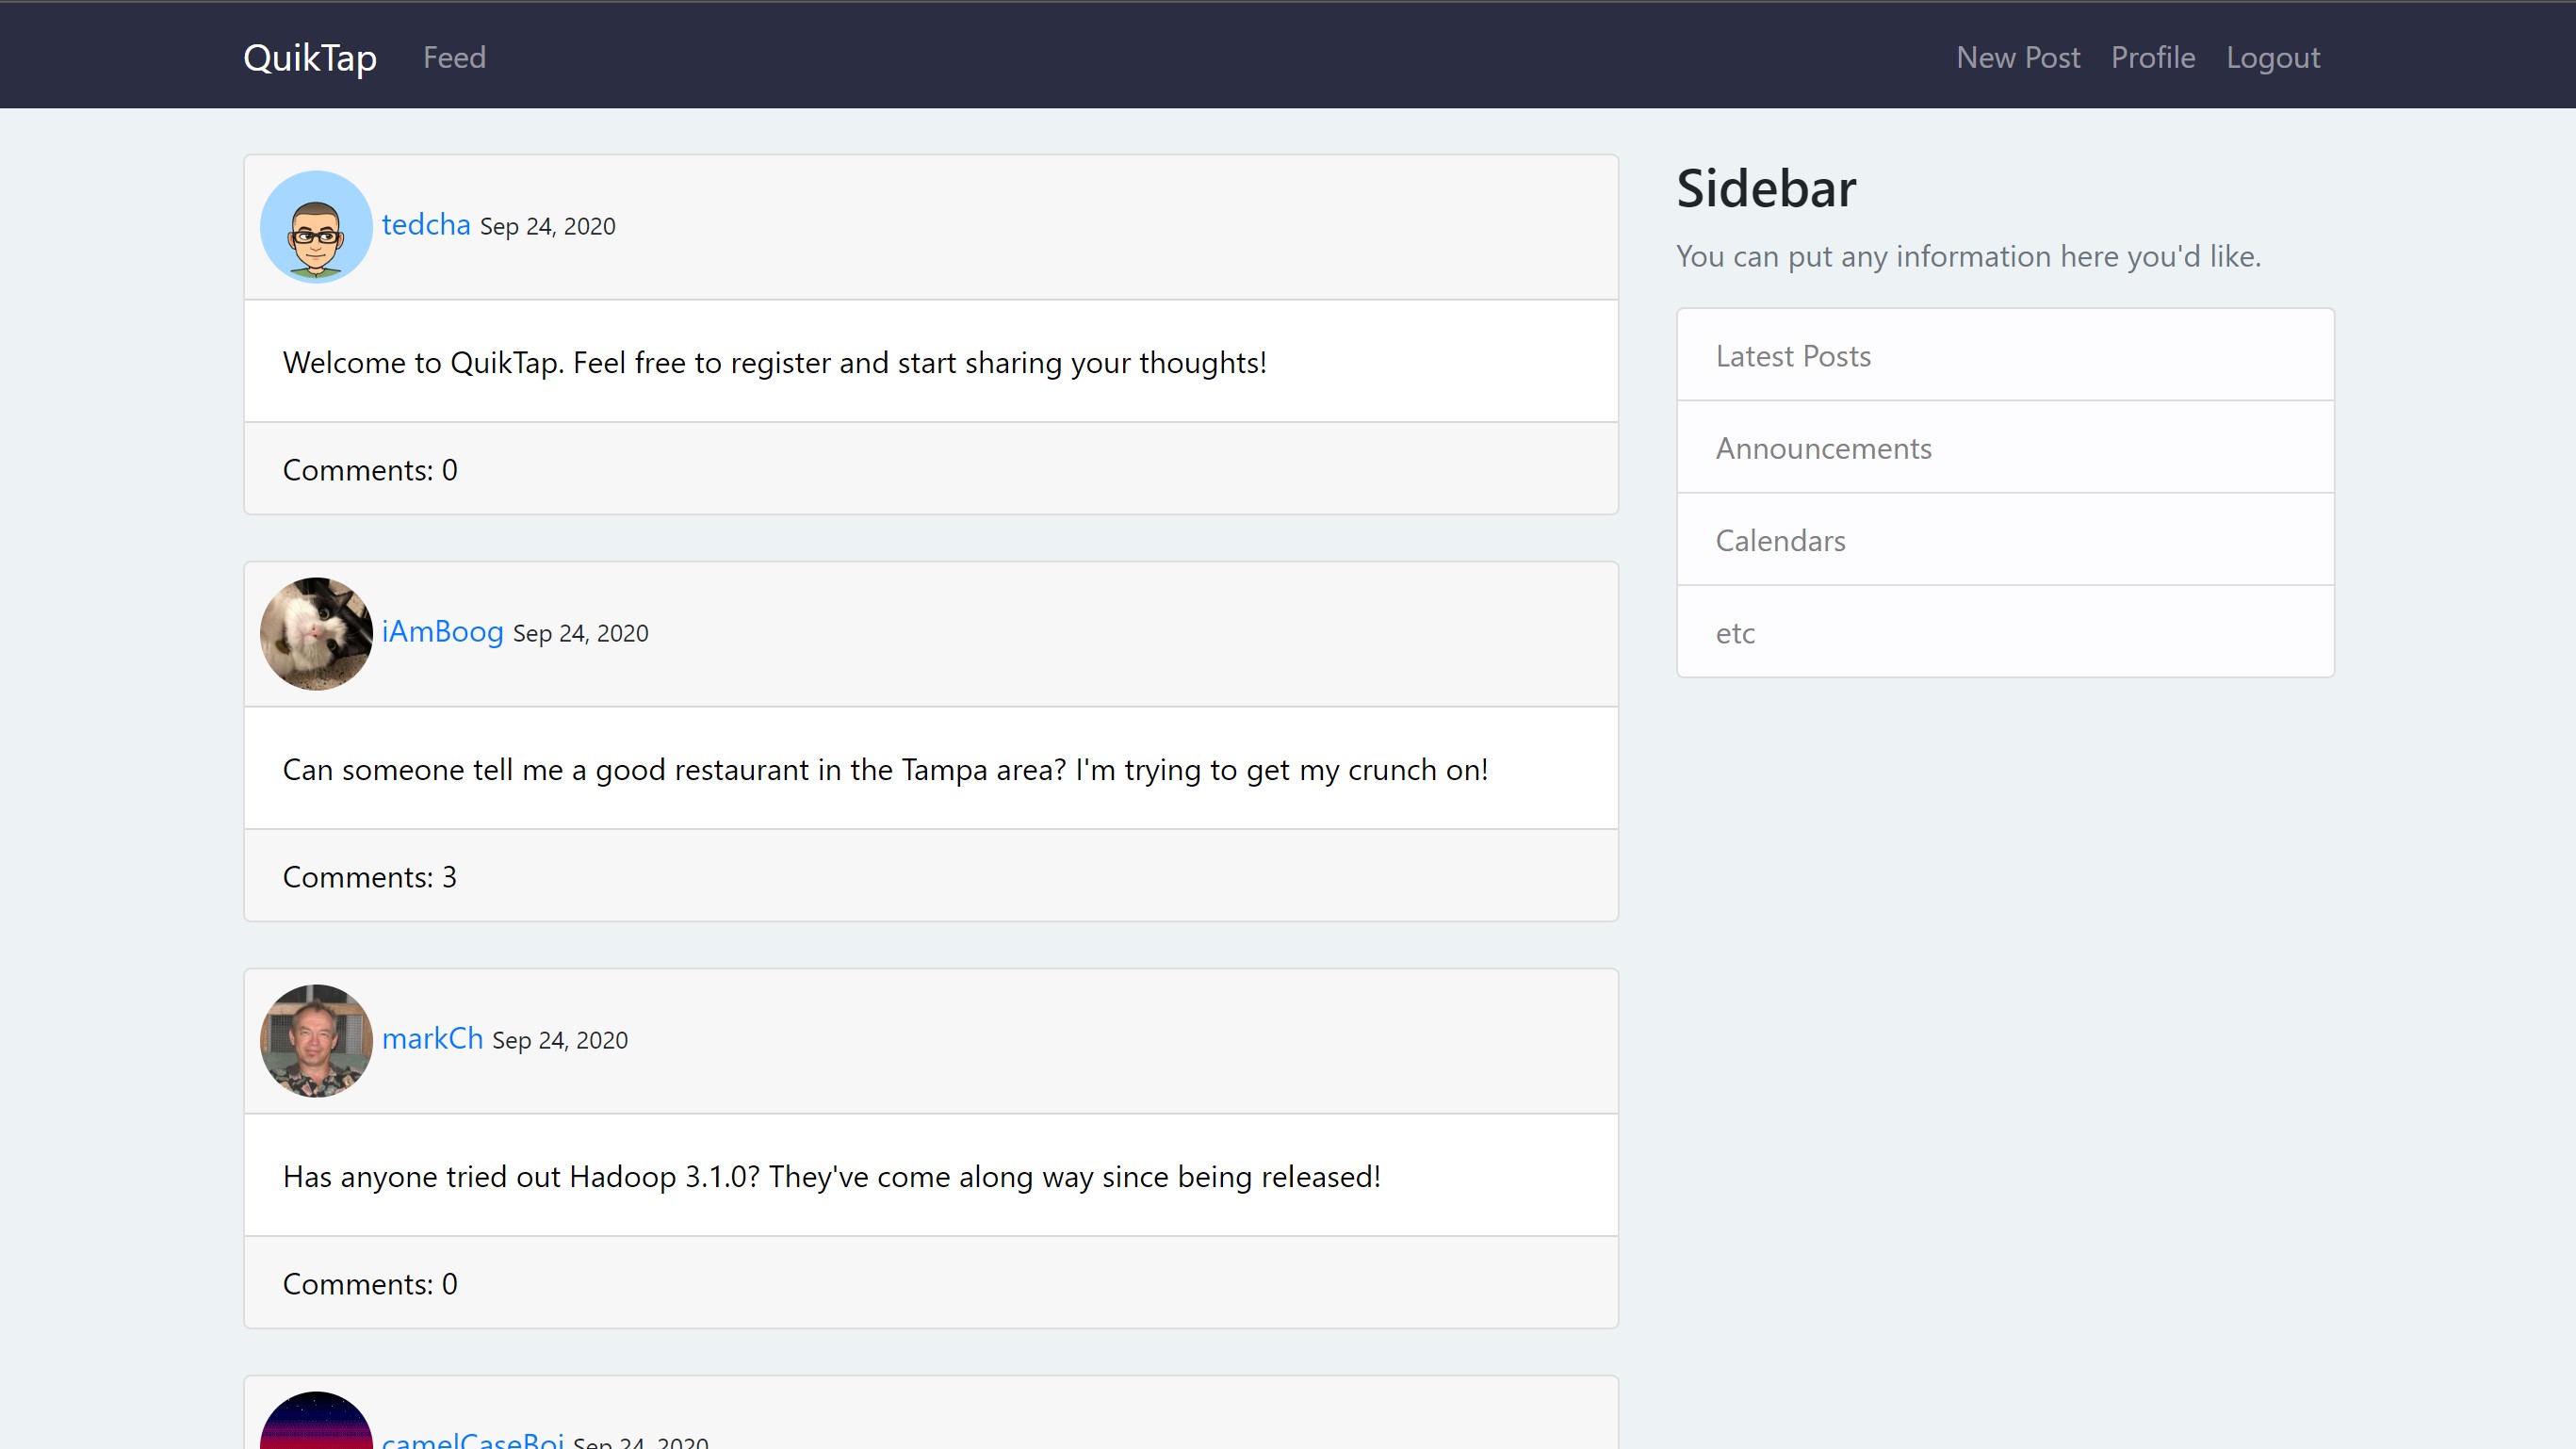 QuikTap Feed New Post Profile Logout
tedcha Sep 24, 2020
Welcome to QuikTap. Feel free to register and start sharing your thoughts!
Comments: 0
iAmBoog Sep 24, 2020
Can someone tell me a good restaurant in the Tampa area? I'm trying to get my crunch on!
Comments: 3
markCh Sep 24, 2020
Has anyone tried out Hadoop 3.1.0? They've come along way since being released!
Comments: 0
camelCaseBoi Sep 24, 2020
Sidebar
You can put any information here you'd like.
Latest Posts
Announcements
Calendars
etc